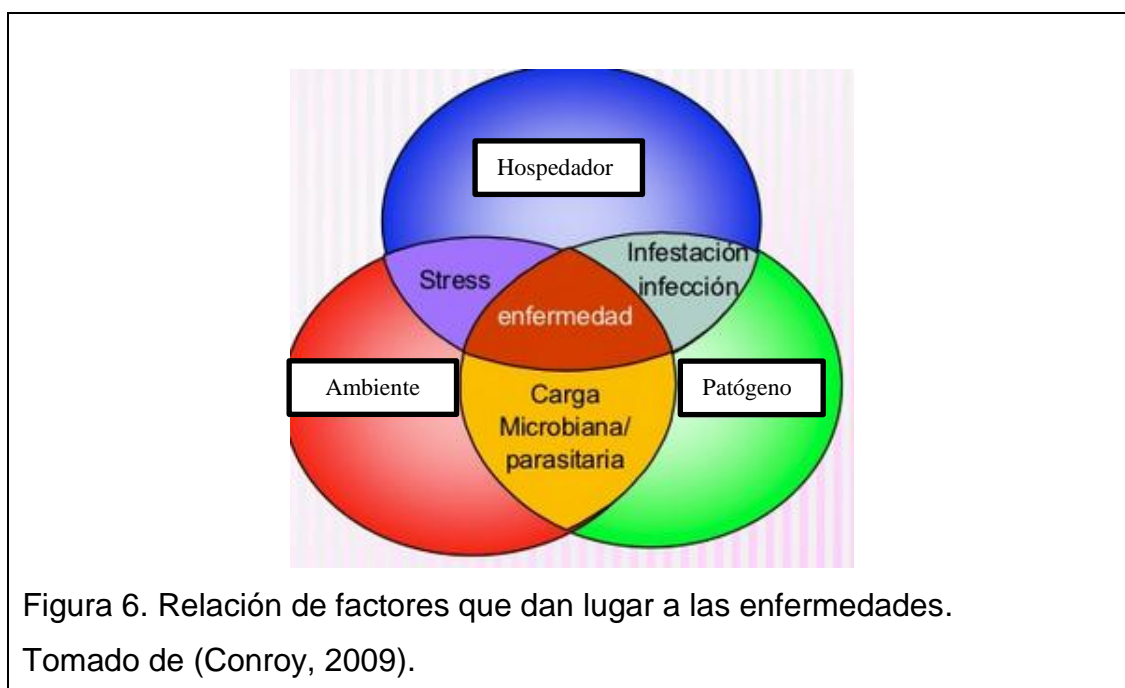 Hospedador
Stress
Infestación
infección
enfermedad
Ambiente
Patógeno
Carga
Microbiana/
parasitaria
Figura 6. Relación de factores que dan lugar a las enfermedades.
Tomado de (Conroy, 2009).